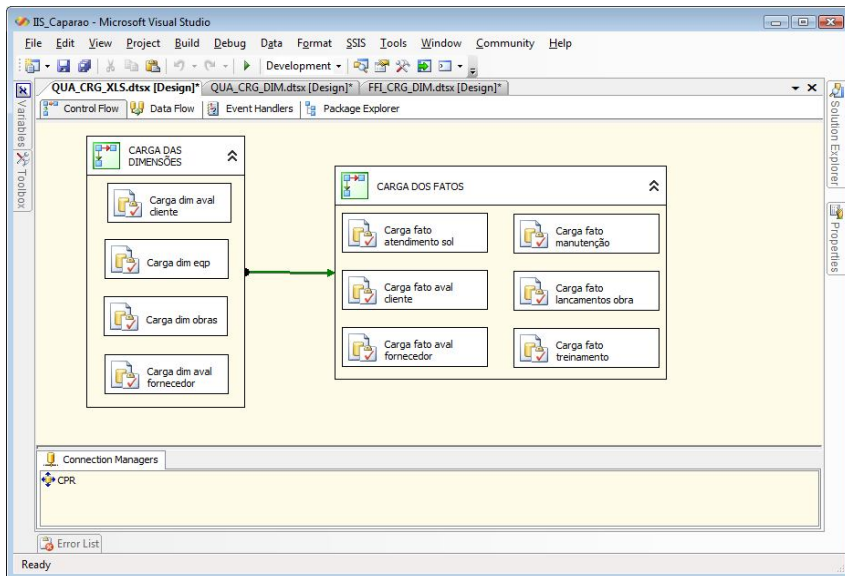 IIS_Caparao - Microsoft Visual Studio
File Edit View Project Build Debug Data Format SSIS Tools Window Community Help
Development
QUA_CRG_XLS.dtsx [Design]* QUA_CRG_DIM.dtsx [Design]* FFI_CRG_DIM.dtsx [Design]*
Control Flow Data Flow Event Handlers Package Explorer
Variables
Toolbox
Solution Explorer
Properties
CARGA DAS
DIMENSÕES
Carga dim aval
cliente
Carga dim eqp
Carga dim obras
Carga dim aval
fornecedor
CARGA DOS FATOS
Carga fato
atendimento sol
Carga fato
manutenção
Carga fato aval
cliente
Carga fato
lancamentos obra
Carga fato aval
fornecedor
Carga fato
treinamento
Connection Managers
CPR
Error List
Ready